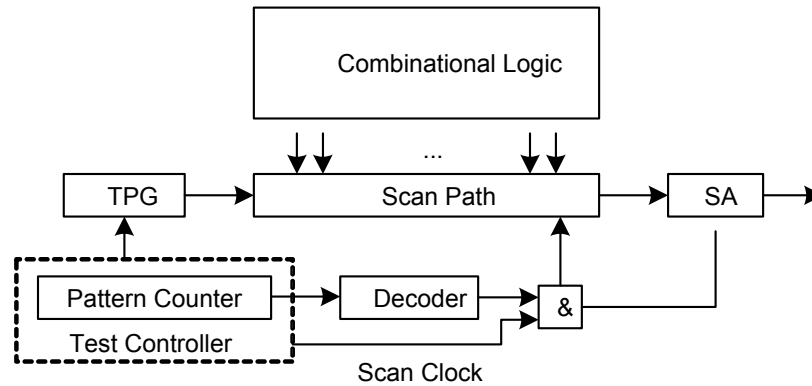 Combinational Logic
...
TPG
Scan Path
SA
Pattern Counter
Decoder
&
Test Controller
Scan Clock